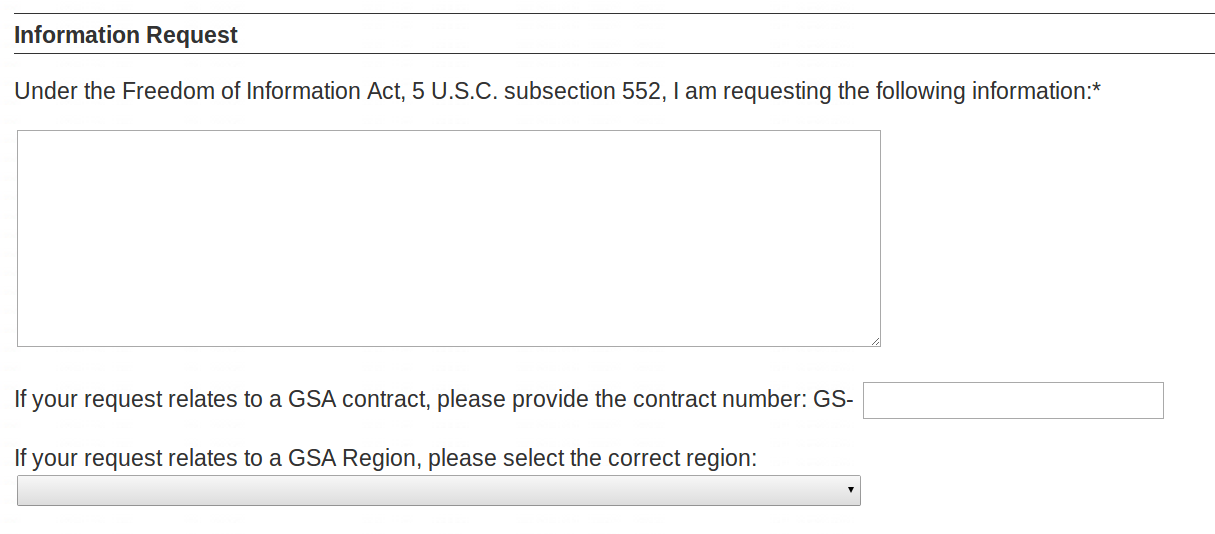 Information Request
Under the Freedom of Information Act, 5 U.S.C. subsection 552, I am requesting the following information:*
If your request relates to a GSA contract, please provide the contract number: GS-
If your request relates to a GSA Region, please select the correct region: